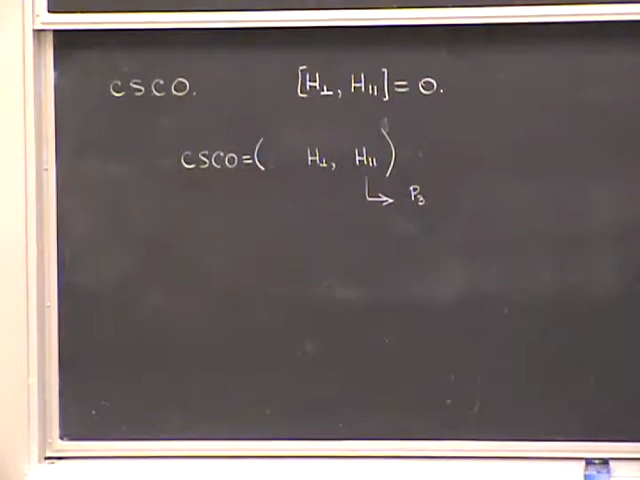 CSCO. [H⊥, H||] = 0.
CSCO = ( H⊥, H|| )
↳ P₃